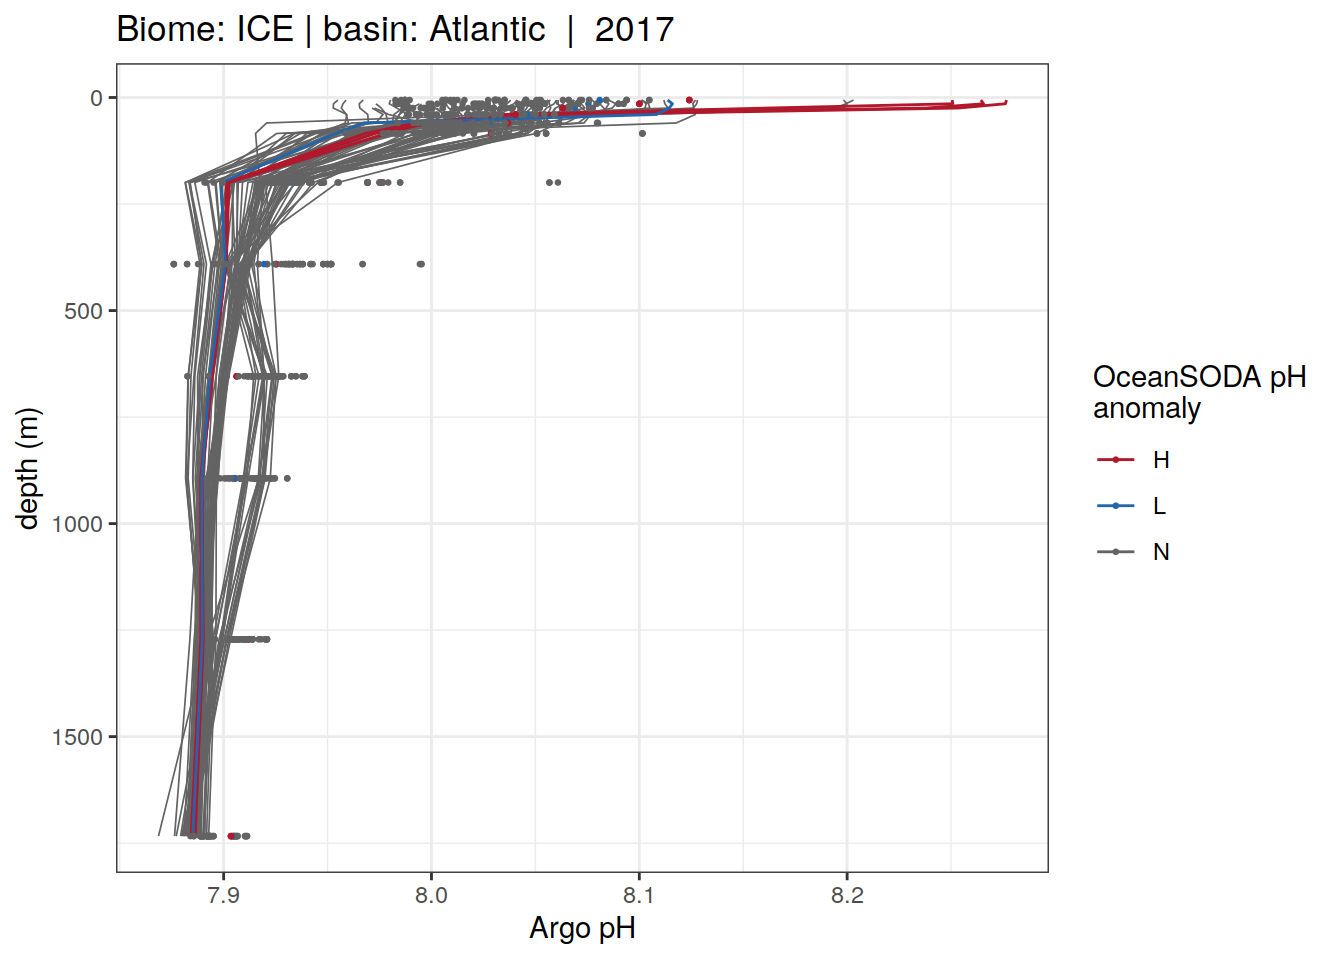 Biome: ICE | basin: Atlantic  |  2017
0
500
1000
1500
depth (m)
7.9
8.0
8.1
8.2
Argo pH
OceanSODA pH
anomaly
H
L
N